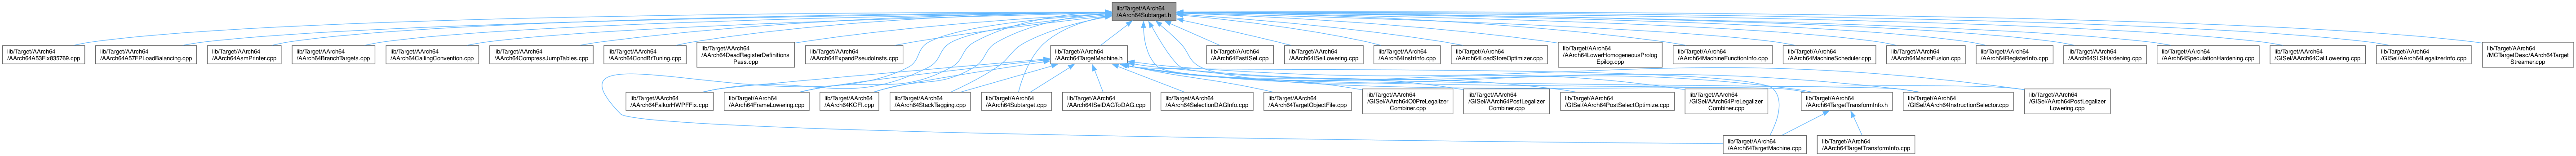 lib/Target/AArch64
/AArch64Subtarget.h
lib/Target/AArch64
/AArch64A53Fix835769.cpp
lib/Target/AArch64
/AArch64A57FPLoadBalancing.cpp
lib/Target/AArch64
/AArch64AsmPrinter.cpp
lib/Target/AArch64
/AArch64BranchTargets.cpp
lib/Target/AArch64
/AArch64CallingConvention.cpp
lib/Target/AArch64
/AArch64CompressJumpTables.cpp
lib/Target/AArch64
/AArch64CondBrTuning.cpp
lib/Target/AArch64
/AArch64DeadRegisterDefinitions
Pass.cpp
lib/Target/AArch64
/AArch64ExpandPseudoInsts.cpp
lib/Target/AArch64
/AArch64TargetMachine.h
lib/Target/AArch64
/AArch64FastISel.cpp
lib/Target/AArch64
/AArch64ISelLowering.cpp
lib/Target/AArch64
/AArch64InstrInfo.cpp
lib/Target/AArch64
/AArch64LoadStoreOptimizer.cpp
lib/Target/AArch64
/AArch64LowerHomogeneousProlog
Epilog.cpp
lib/Target/AArch64
/AArch64MachineFunctionInfo.cpp
lib/Target/AArch64
/AArch64MachineScheduler.cpp
lib/Target/AArch64
/AArch64MacroFusion.cpp
lib/Target/AArch64
/AArch64RegisterInfo.cpp
lib/Target/AArch64
/AArch64SLSHardening.cpp
lib/Target/AArch64
/AArch64SpeculationHardening.cpp
lib/Target/AArch64
/GISel/AArch64CallLowering.cpp
lib/Target/AArch64
/GISel/AArch64LegalizerInfo.cpp
lib/Target/AArch64
/MCTargetDesc/AArch64Target
Streamer.cpp
lib/Target/AArch64
/AArch64FalkorHWPFFix.cpp
lib/Target/AArch64
/AArch64FrameLowering.cpp
lib/Target/AArch64
/AArch64KCFI.cpp
lib/Target/AArch64
/AArch64StackTagging.cpp
lib/Target/AArch64
/AArch64Subtarget.cpp
lib/Target/AArch64
/AArch64ISelDAGToDAG.cpp
lib/Target/AArch64
/AArch64SelectionDAGInfo.cpp
lib/Target/AArch64
/AArch64TargetObjectFile.cpp
lib/Target/AArch64
/GISel/AArch64O0PreLegalizer
Combiner.cpp
lib/Target/AArch64
/GISel/AArch64PostLegalizer
Combiner.cpp
lib/Target/AArch64
/GISel/AArch64PostSelectOptimize.cpp
lib/Target/AArch64
/GISel/AArch64PreLegalizer
Combiner.cpp
lib/Target/AArch64
/AArch64TargetTransformInfo.h
lib/Target/AArch64
/GISel/AArch64InstructionSelector.cpp
lib/Target/AArch64
/GISel/AArch64PostLegalizer
Lowering.cpp
lib/Target/AArch64
/AArch64TargetMachine.cpp
lib/Target/AArch64
/AArch64TargetTransformInfo.cpp